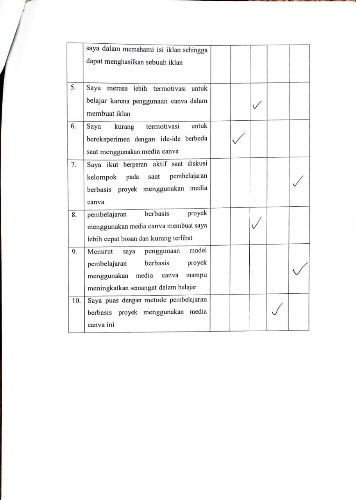 saya dalam memahami isi iklan sehingga
dapat menghasilkan sebuah iklan
5. Saya merasa lebih termotivasi untuk
belajar karena penggunaan canva dalam
membuat iklan
6. Saya kurang termotivasi untuk
bereksperimen dengan ide-ide berbeda
saat menggunakan media canva
7. Saya ikut berperan aktif saat diskusi
kelompok pada saat pembelajaran
berbasis proyek menggunakan media
canva
8. pembelajaran berbasis proyek
menggunakan media canva membuat saya
lebih cepat bosan dan kurang terlibat
9. Menurut saya penggunaan model
pembelajaran berbasis proyek
menggunakan media canva mampu
meningkatkan semangat dalam belajar
10. Saya puas dengan metode pembelajaran
berbasis proyek menggunakan media
canva ini